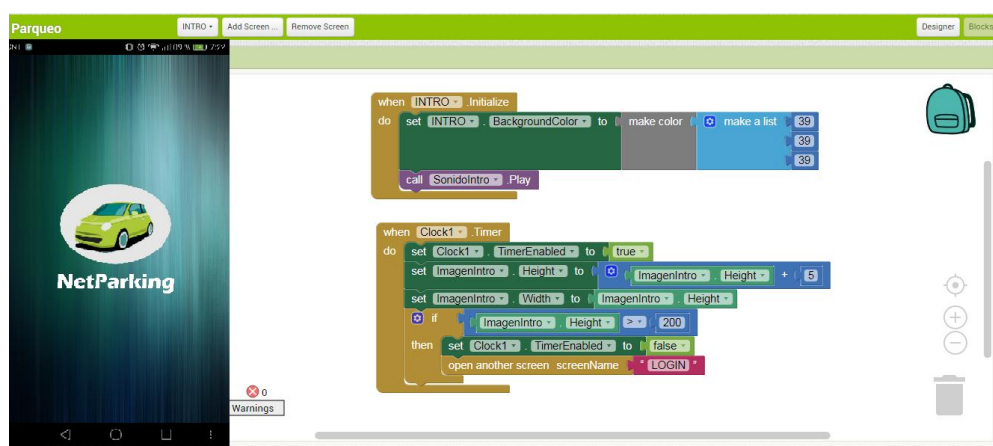 Parqueo
INTRO
Add Screen ...
Remove Screen
Designer
Blocks
7:29
NetParking
when INTRO .Initialize
do set INTRO . BackgroundColor to make color make a list 39
39
39
call SonidoIntro .Play
when Clock1 .Timer
do set Clock1 . TimerEnabled to true
set ImagenIntro . Height to ImagenIntro . Height + 5
set ImagenIntro . Width to ImagenIntro . Height
if ImagenIntro . Height > 200
then set Clock1 . TimerEnabled to false
open another screen screenName " LOGIN "
0
Warnings